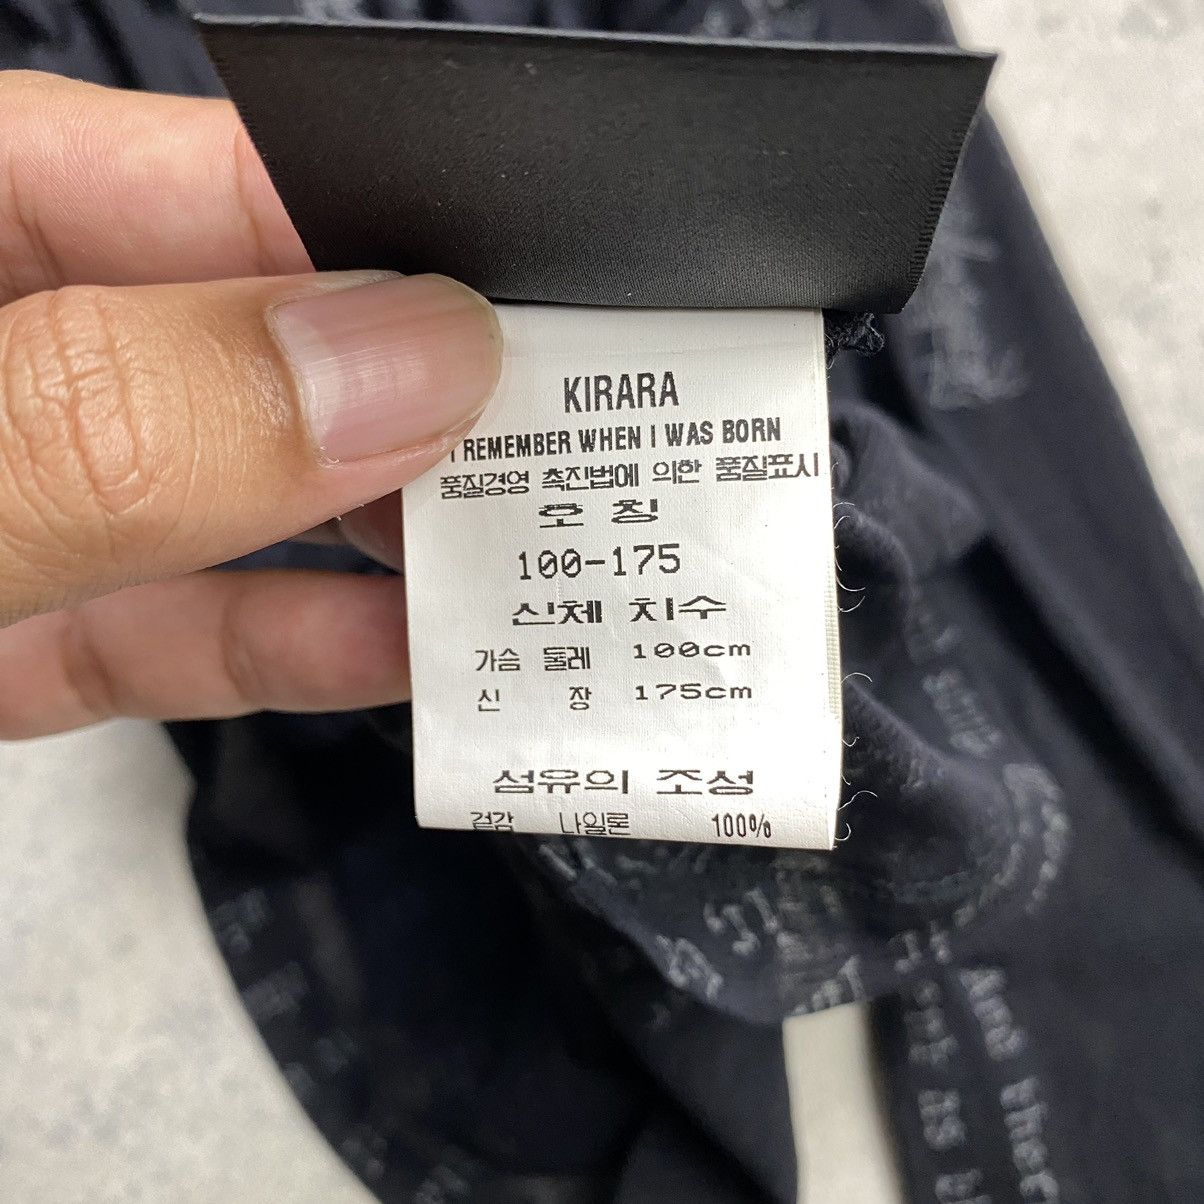 KIRARA
I REMEMBER WHEN I WAS BORN
품질경영 촉진법에 의한 품질표시
호 칭
100-175
신체 치수
가슴 둘레 100cm
신 장 175cm
섬유의 조성
겉감 나일론 100%